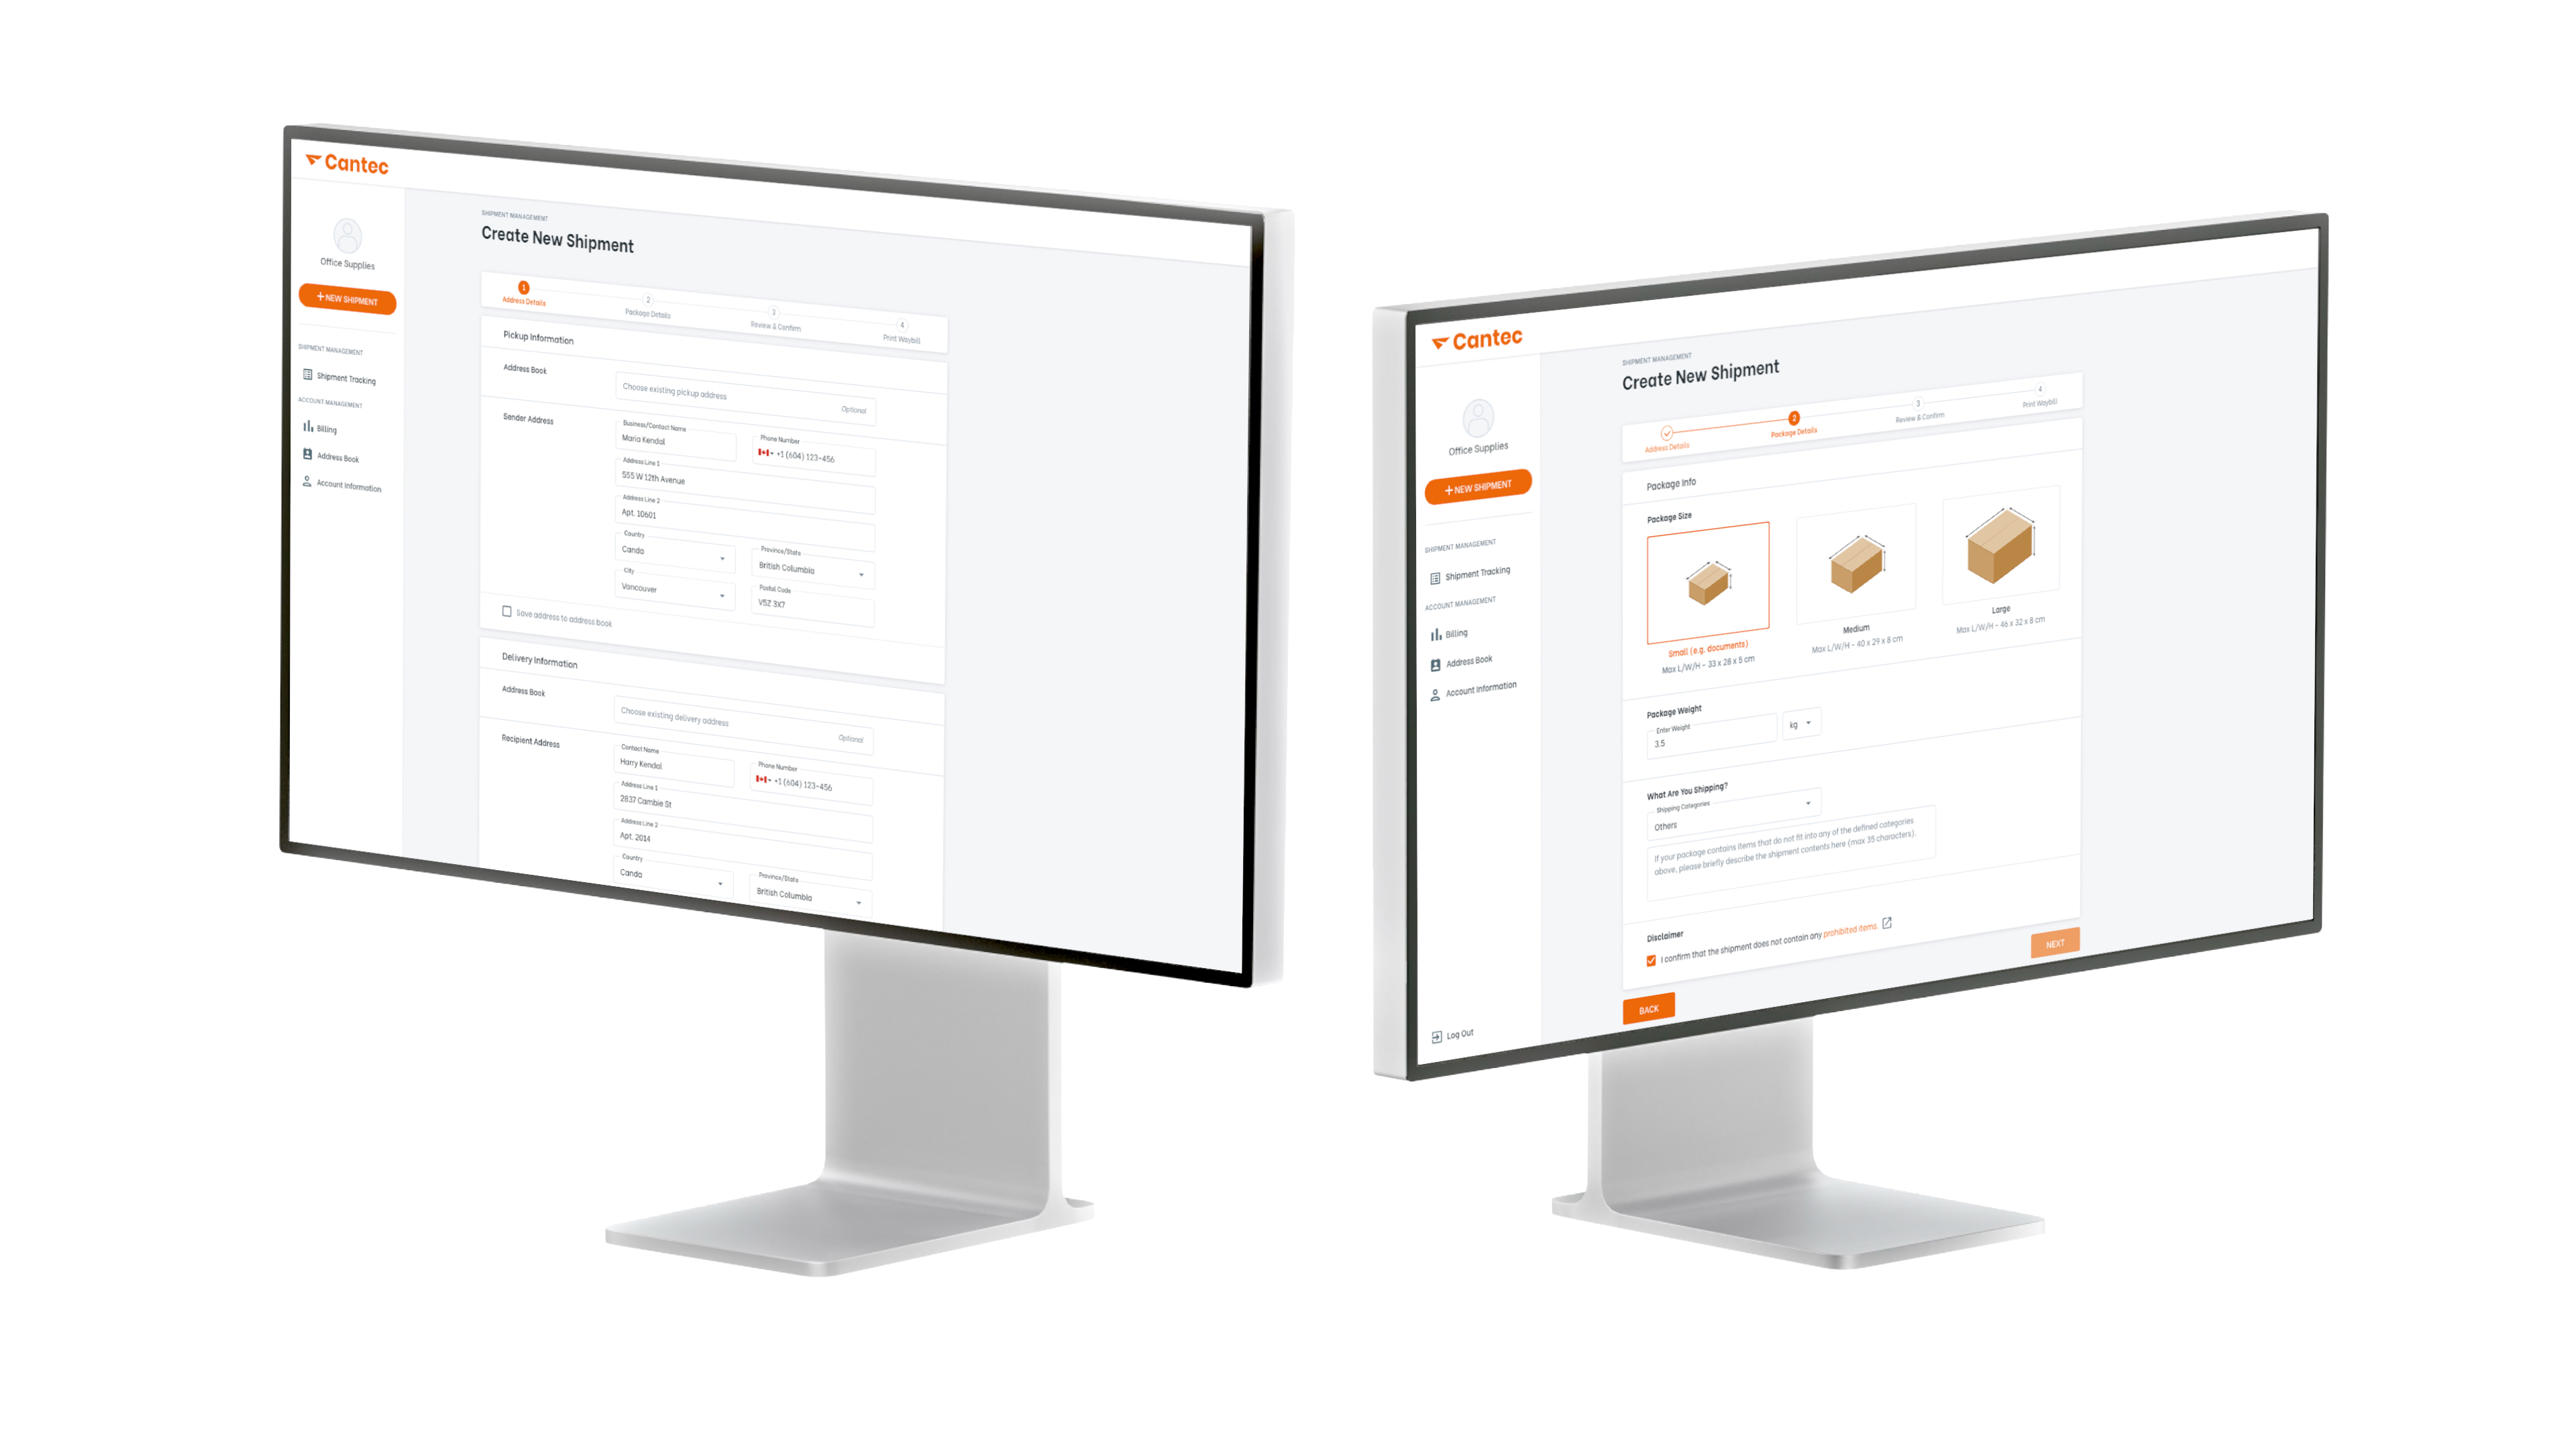 Cantec
Office Supplies
+ NEW SHIPMENT
SHIPMENT MANAGEMENT
Shipment Tracking
ACCOUNT MANAGEMENT
Billing
Address Book
Account Information
SHIPMENT MANAGEMENT
Create New Shipment
1 2 3 4
Address Details Package Details Review & Confirm Print Waybill
Pickup Information
Address Book
Choose existing pickup address Optional
Sender Address
Business/Contact Name Phone Number
Maria Kendal +1 (604) 123-456
Address Line 1
555 W 12th Avenue
Address Line 2
Apt. 10601
Country Province/State
Canda British Columbia
City Postal Code
Vancouver V5Z 3X7
Save address to address book
Delivery Information
Address Book
Choose existing delivery address Optional
Recipient Address
Contact Name Phone Number
Harry Kendal +1 (604) 123-456
Address Line 1
2837 Cambie St
Address Line 2
Apt. 2014
Country Province/State
Canda British Columbia
Cantec
Office Supplies
+ NEW SHIPMENT
SHIPMENT MANAGEMENT
Shipment Tracking
ACCOUNT MANAGEMENT
Billing
Address Book
Account Information
Log Out
SHIPMENT MANAGEMENT
Create New Shipment
2 3 4
Address Details Package Details Review & Confirm Print Waybill
Package Info
Package Size
Small (e.g. documents) Medium Large
Max L/W/H - 33 x 28 x 5 cm Max L/W/H - 40 x 29 x 8 cm Max L/W/H - 46 x 32 x 8 cm
Package Weight
Enter Weight
3.5 kg
What Are You Shipping?
Shipping Categories
Others
If your package contains items that do not fit into any of the defined categories
above, please briefly describe the shipment contents here (max 35 characters).
Disclaimer
I confirm that the shipment does not contain any prohibited items.
BACK NEXT